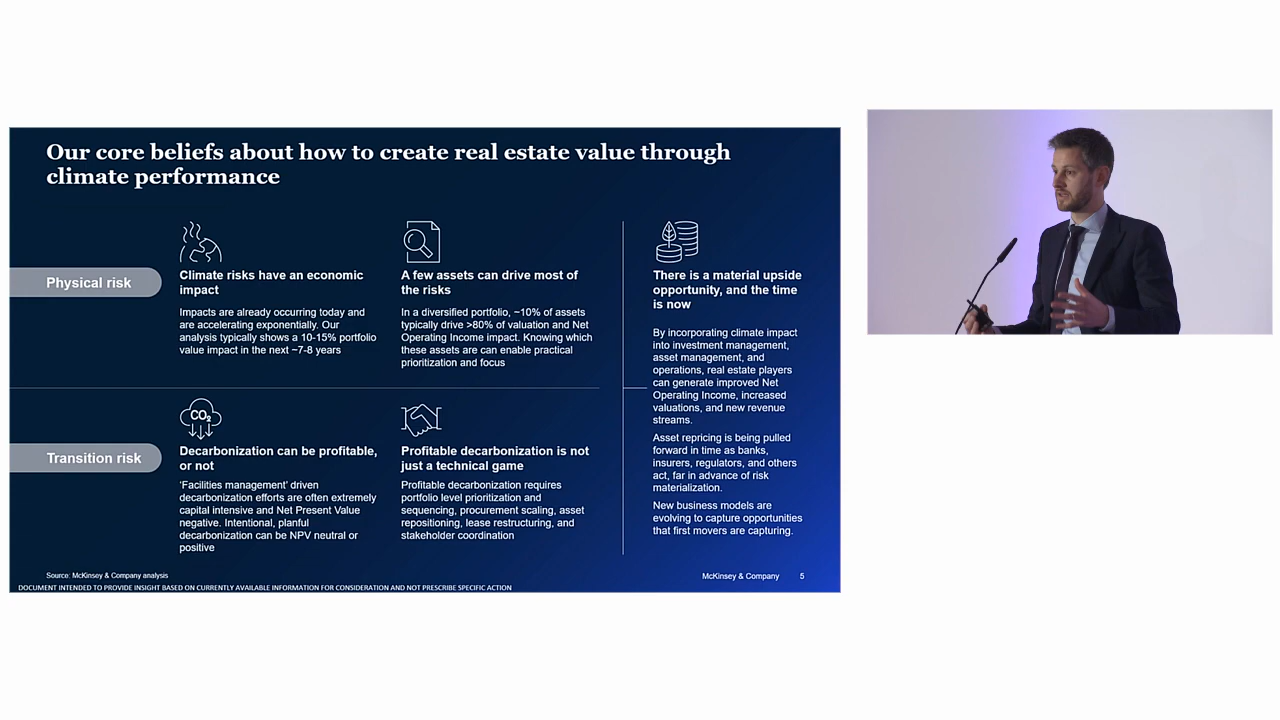 Our core beliefs about how to create real estate value through
climate performance
Physical risk
Climate risks have an economic
impact
Impacts are already occurring today and
are accelerating exponentially. Our
analysis typically shows a 10-15% portfolio
value impact in the next ~7-8 years
A few assets can drive most of
the risks
In a diversified portfolio, ~10% of assets
typically drive >80% of valuation and Net
Operating Income impact. Knowing which
these assets are can enable practical
prioritization and focus
Transition risk
CO₂
Decarbonization can be profitable,
or not
‘Facilities management’ driven
decarbonization efforts are often extremely
capital intensive and Net Present Value
negative. Intentional, planful
decarbonization can be NPV neutral or
positive
Profitable decarbonization is not
just a technical game
Profitable decarbonization requires
portfolio level prioritization and
sequencing, procurement scaling, asset
repositioning, lease restructuring, and
stakeholder coordination
There is a material upside
opportunity, and the time
is now
By incorporating climate impact
into investment management,
asset management, and
operations, real estate players
can generate improved Net
Operating Income, increased
valuations, and new revenue
streams.
Asset repricing is being pulled
forward in time as banks,
insurers, regulators, and others
act, far in advance of risk
materialization.
New business models are
evolving to capture opportunities
that first movers are capturing.
Source: McKinsey & Company analysis
McKinsey & Company 5
DOCUMENT INTENDED TO PROVIDE INSIGHT BASED ON CURRENTLY AVAILABLE INFORMATION FOR CONSIDERATION AND NOT PRESCRIBE SPECIFIC ACTION